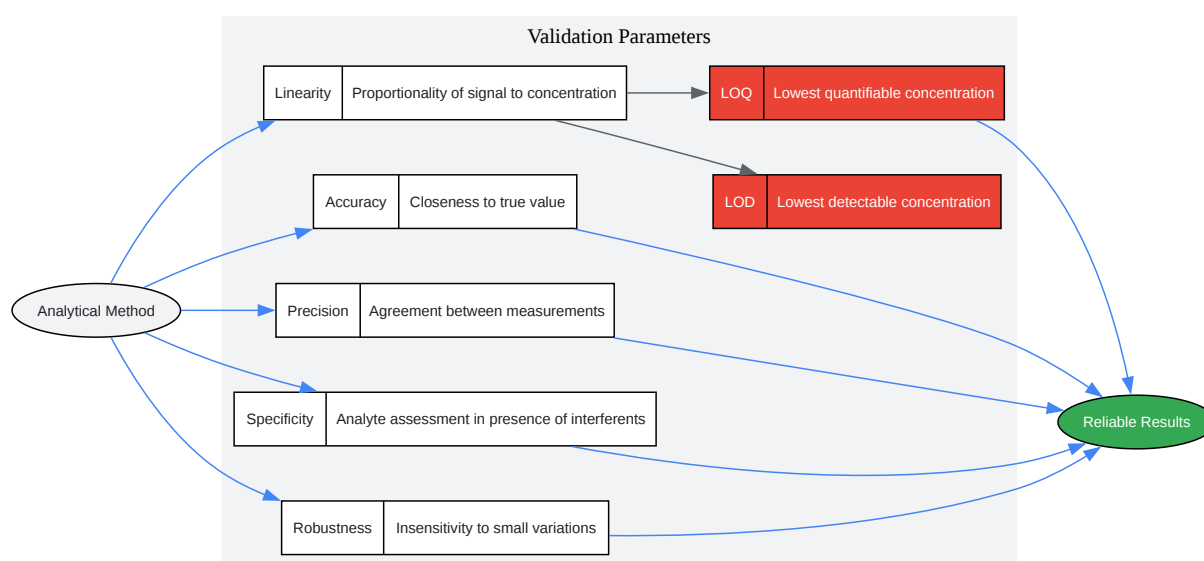 Validation Parameters
Linearity
Proportionality of signal to concentration
LOQ
Lowest quantifiable concentration
Accuracy
Closeness to true value
LOD
Lowest detectable concentration
Analytical Method
Precision
Agreement between measurements
Specificity
Analyte assessment in presence of interferents
Reliable Results
Robustness
Insensitivity to small variations